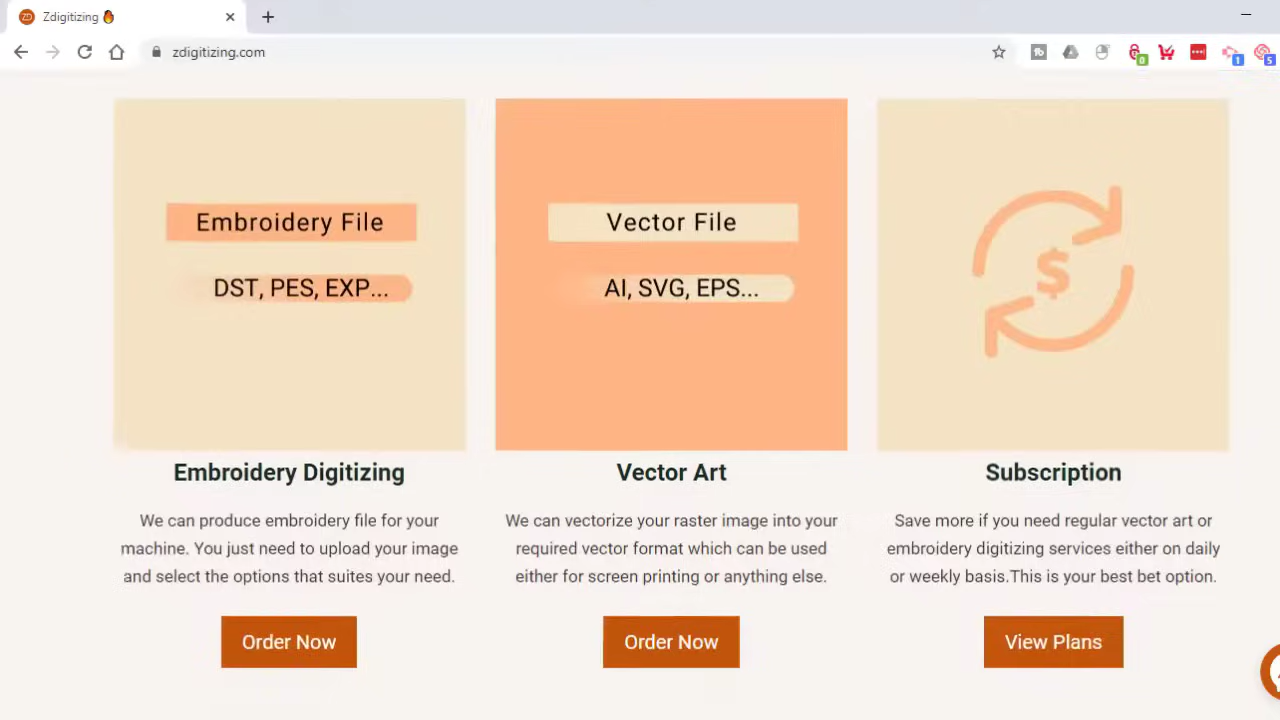 ZD Zdigitizing
zdigitizing.com
0
1
5
Embroidery File
DST, PES, EXP...
Vector File
AI, SVG, EPS...
$
Embroidery Digitizing
We can produce embroidery file for your
machine. You just need to upload your image
and select the options that suites your need.
Order Now
Vector Art
We can vectorize your raster image into your
required vector format which can be used
either for screen printing or anything else.
Order Now
Subscription
Save more if you need regular vector art or
embroidery digitizing services either on daily
or weekly basis.This is your best bet option.
View Plans